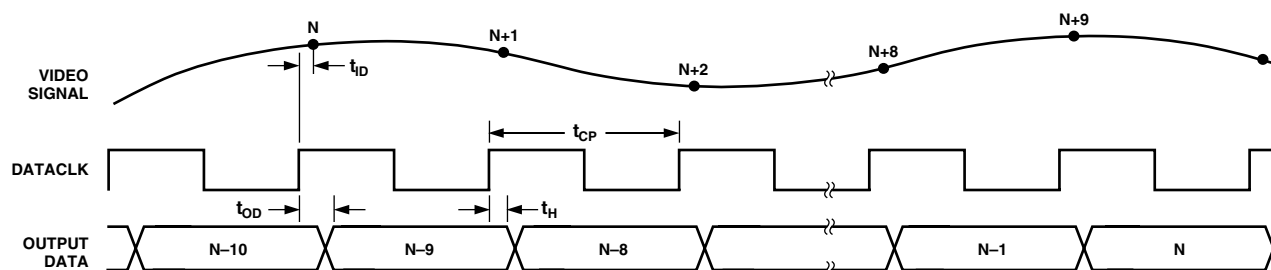 N
N+1
N+2
N+8
N+9
VIDEO
SIGNAL
tID
tCP
DATACLK
tOD
tH
OUTPUT
DATA
N–10
N–9
N–8
N–1
N